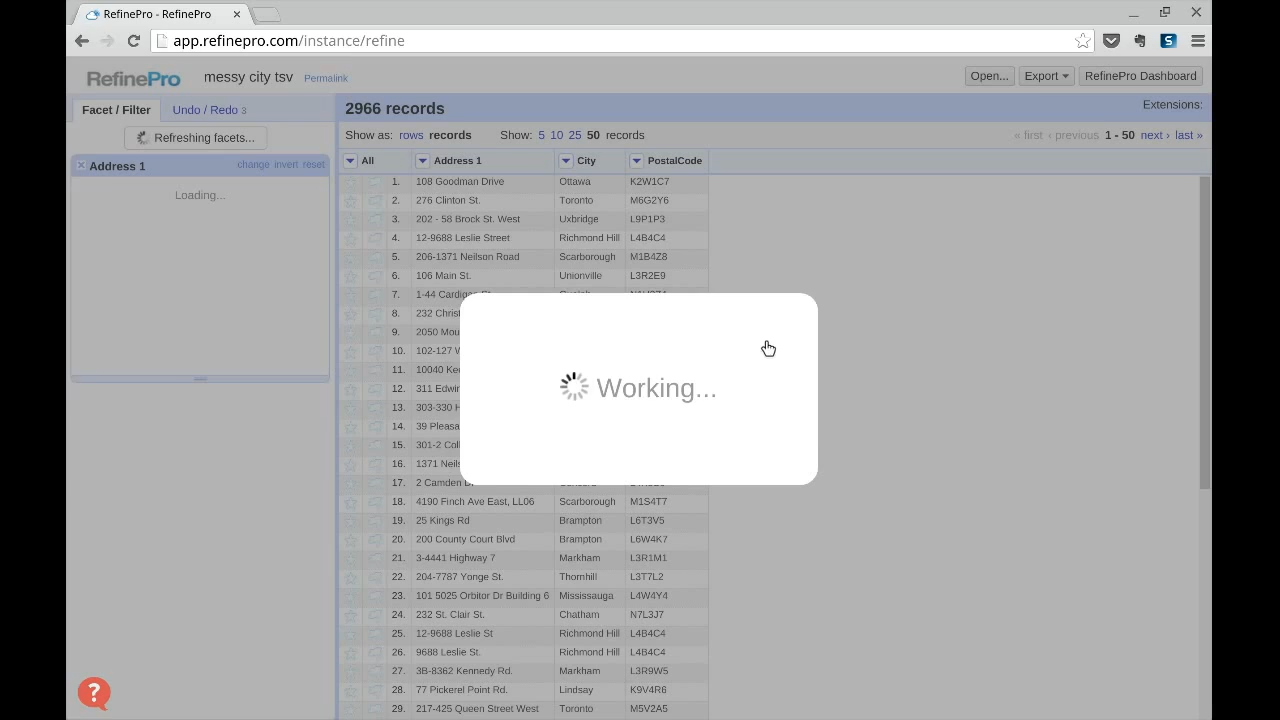 RefinePro - RefinePro
app.refinepro.com/instance/refine
RefinePro messy city tsv Permalink Open... Export RefinePro Dashboard
Facet / Filter Undo / Redo 3 2966 records Extensions:
Refreshing facets... Show as: rows records Show: 5 10 25 50 records « first ‹ previous 1 - 50 next › last »
Address 1 change invert reset
Loading...
All Address 1 City PostalCode
1. 108 Goodman Drive Ottawa K2W1C7
2. 276 Clinton St. Toronto M6G2Y6
3. 202 - 58 Brock St. West Uxbridge L9P1P3
4. 12-9688 Leslie Street Richmond Hill L4B4C4
5. 206-1371 Neilson Road Scarborough M1B4Z8
6. 106 Main St. Unionville L3R2E9
7. 1-44
8. 232
9. 2050
10. 102-127
11. 10040
12. 311
13. 303-330
14. 39
15. 301-2
16. 1371
17. 2 Camden
18. 4190 Finch Ave East, LL06 Scarborough M1S4T7
19. 25 Kings Rd Brampton L6T3V5
20. 200 County Court Blvd Brampton L6W4K7
21. 3-4441 Highway 7 Markham L3R1M1
22. 204-7787 Yonge St. Thornhill L3T7L2
23. 101 5025 Orbitor Dr Building 6 Mississauga L4W4Y4
24. 232 St. Clair St. Chatham N7L3J7
25. 12-9688 Leslie St Richmond Hill L4B4C4
26. 9688 Leslie St. Richmond Hill L4B4C4
27. 3B-8362 Kennedy Rd. Markham L3R9W5
28. 77 Pickerel Point Rd. Lindsay K9V4R6
29. 217-425 Queen Street West Toronto M5V2A5
Working...
?